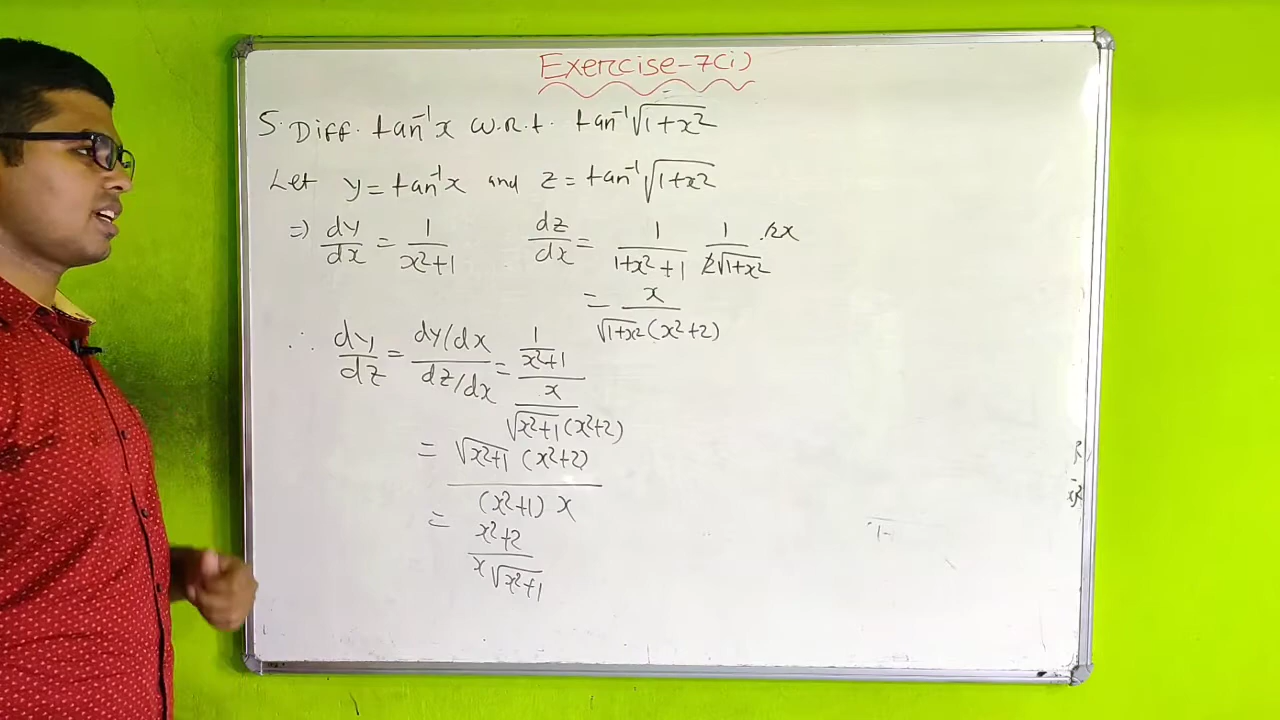 Exercise-7(i)
5. Diff. tan⁻¹x w.r.t. tan⁻¹√(1+x²)
Let y = tan⁻¹x and z = tan⁻¹√(1+x²)
⇒) dy/dx = 1/(x²+1) dz/dx = 1/(1+x²+1) 1/(2√(1+x²)) .2x
= x/(√(1+x²) (x²+2))
∴ dy/dz = (dy/dx)/(dz/dx) = (1/(x²+1))/(x/(√(x²+1) (x²+2)))
= (√(x²+1) (x²+2))/((x²+1) x)
= (x²+2)/(x√(x²+1))